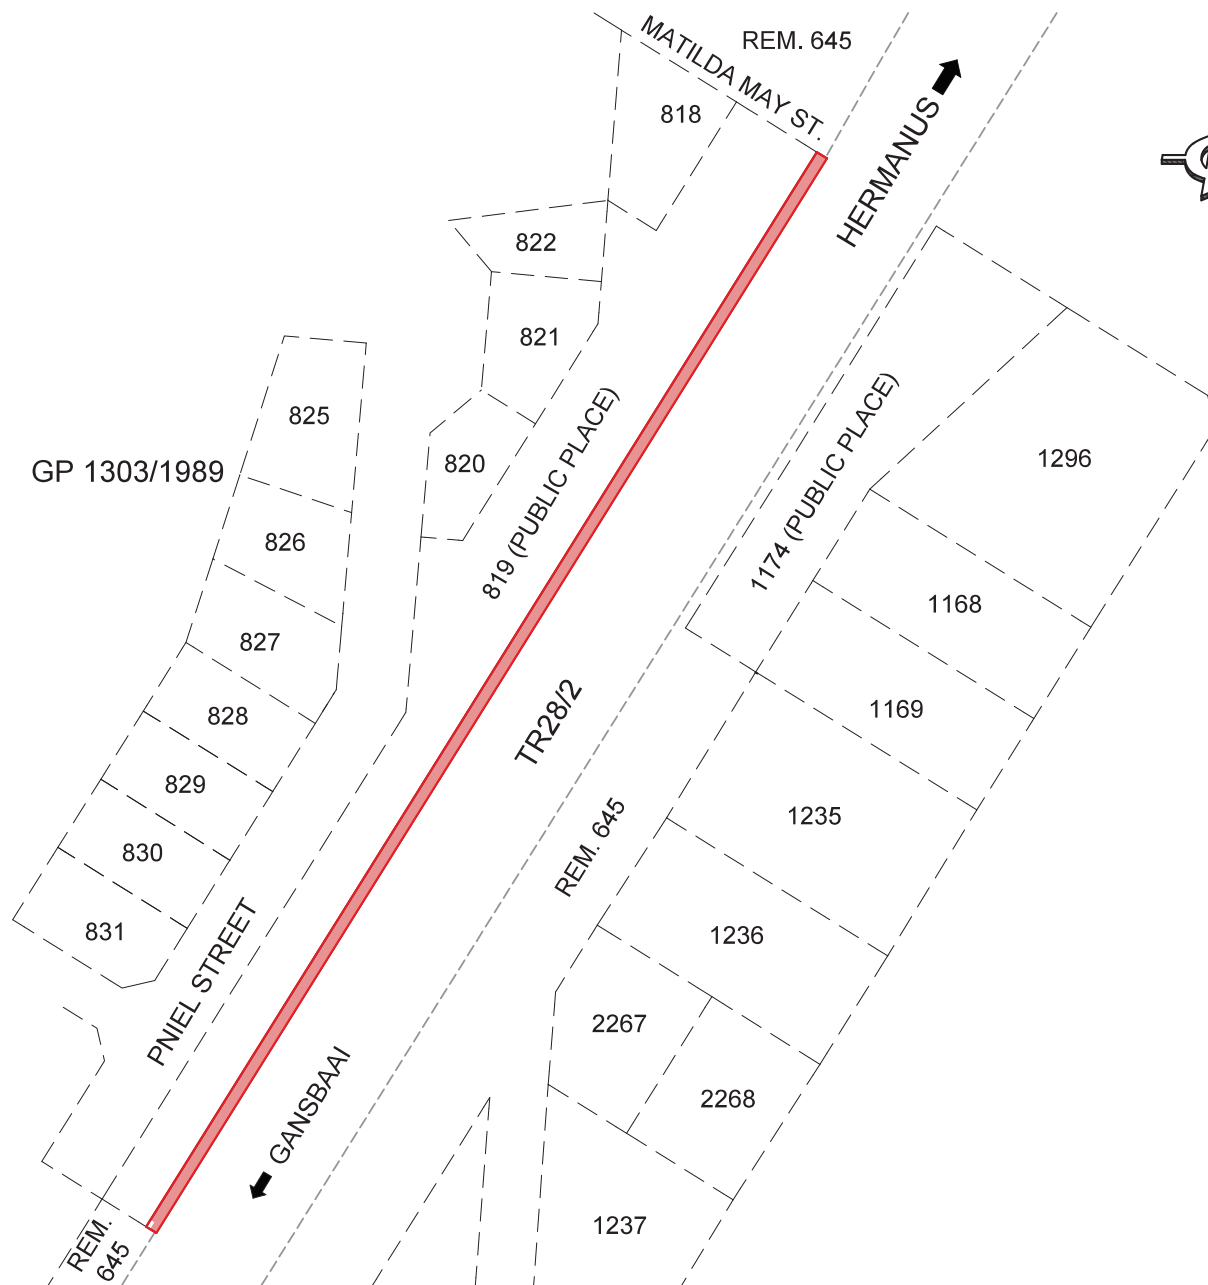 MATILDA MAY ST.
REM. 645
818
HERMANUS
822
821
825
GP 1303/1989
820
819 (PUBLIC PLACE)
1174 (PUBLIC PLACE)
1296
826
827
1168
828
TR28/2
1169
829
REM. 645
1235
830
831
PNIEL STREET
1236
2267
2268
GANSBAAI
1237
REM.
645